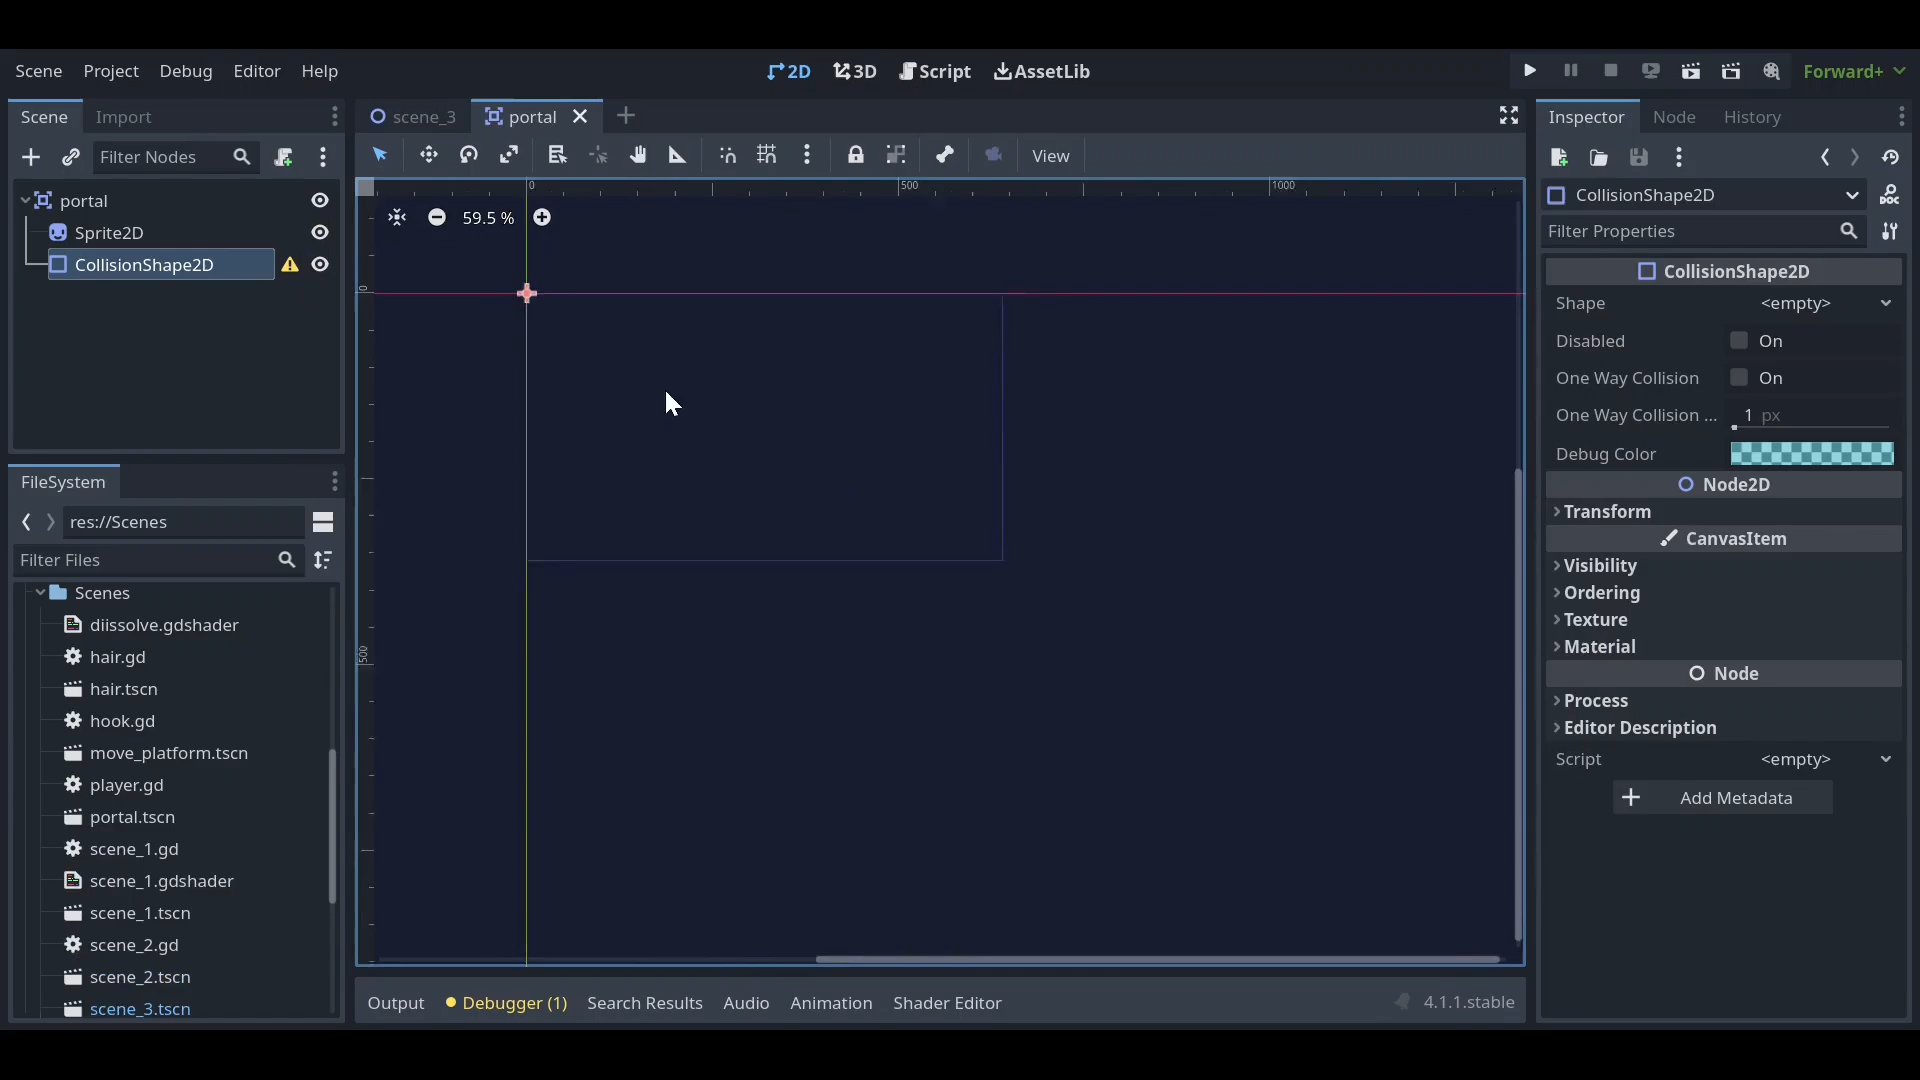 Scene Project Debug Editor Help
2D 3D Script AssetLib
Forward+
Scene Import
Filter Nodes
portal
Sprite2D
CollisionShape2D
FileSystem
res://Scenes
Filter Files
Scenes
diissolve.gdshader
hair.gd
hair.tscn
hook.gd
move_platform.tscn
player.gd
portal.tscn
scene_1.gd
scene_1.gdshader
scene_1.tscn
scene_2.gd
scene_2.tscn
scene_3.tscn
scene_3 portal
View
0 500 1000
59.5 %
0
500
Output Debugger (1) Search Results Audio Animation Shader Editor
4.1.1.stable
Inspector Node History
CollisionShape2D
DOC
Filter Properties
CollisionShape2D
Shape <empty>
Disabled On
One Way Collision On
One Way Collision ... 1 px
Debug Color
Node2D
Transform
CanvasItem
Visibility
Ordering
Texture
Material
Node
Process
Editor Description
Script <empty>
Add Metadata